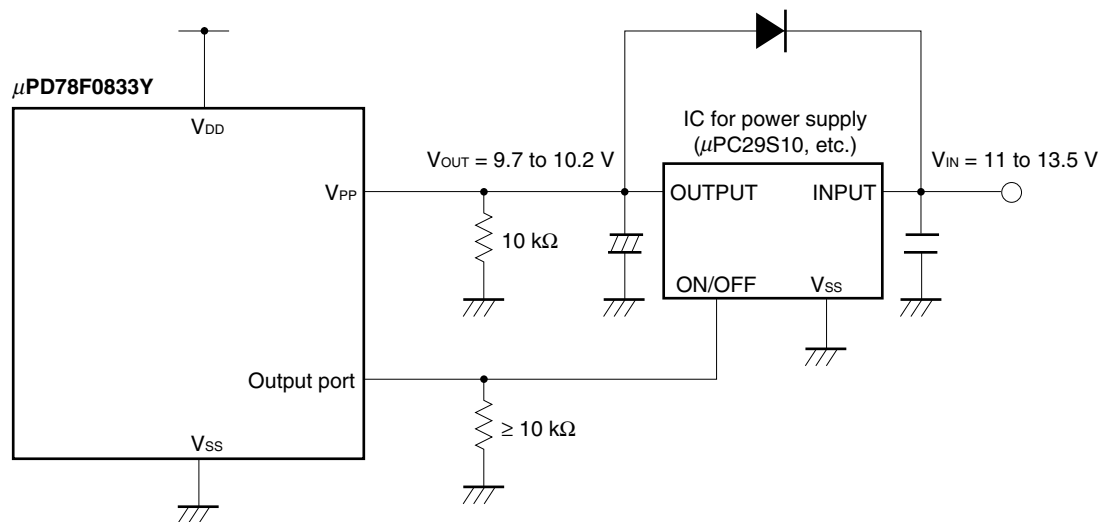 μPD78F0833Y
VDD
IC for power supply
(μPC29S10, etc.)
VOUT = 9.7 to 10.2 V
VIN = 11 to 13.5 V
VPP
OUTPUT
INPUT
10 kΩ
ON/OFF
VSS
Output port
≥ 10 kΩ
VSS